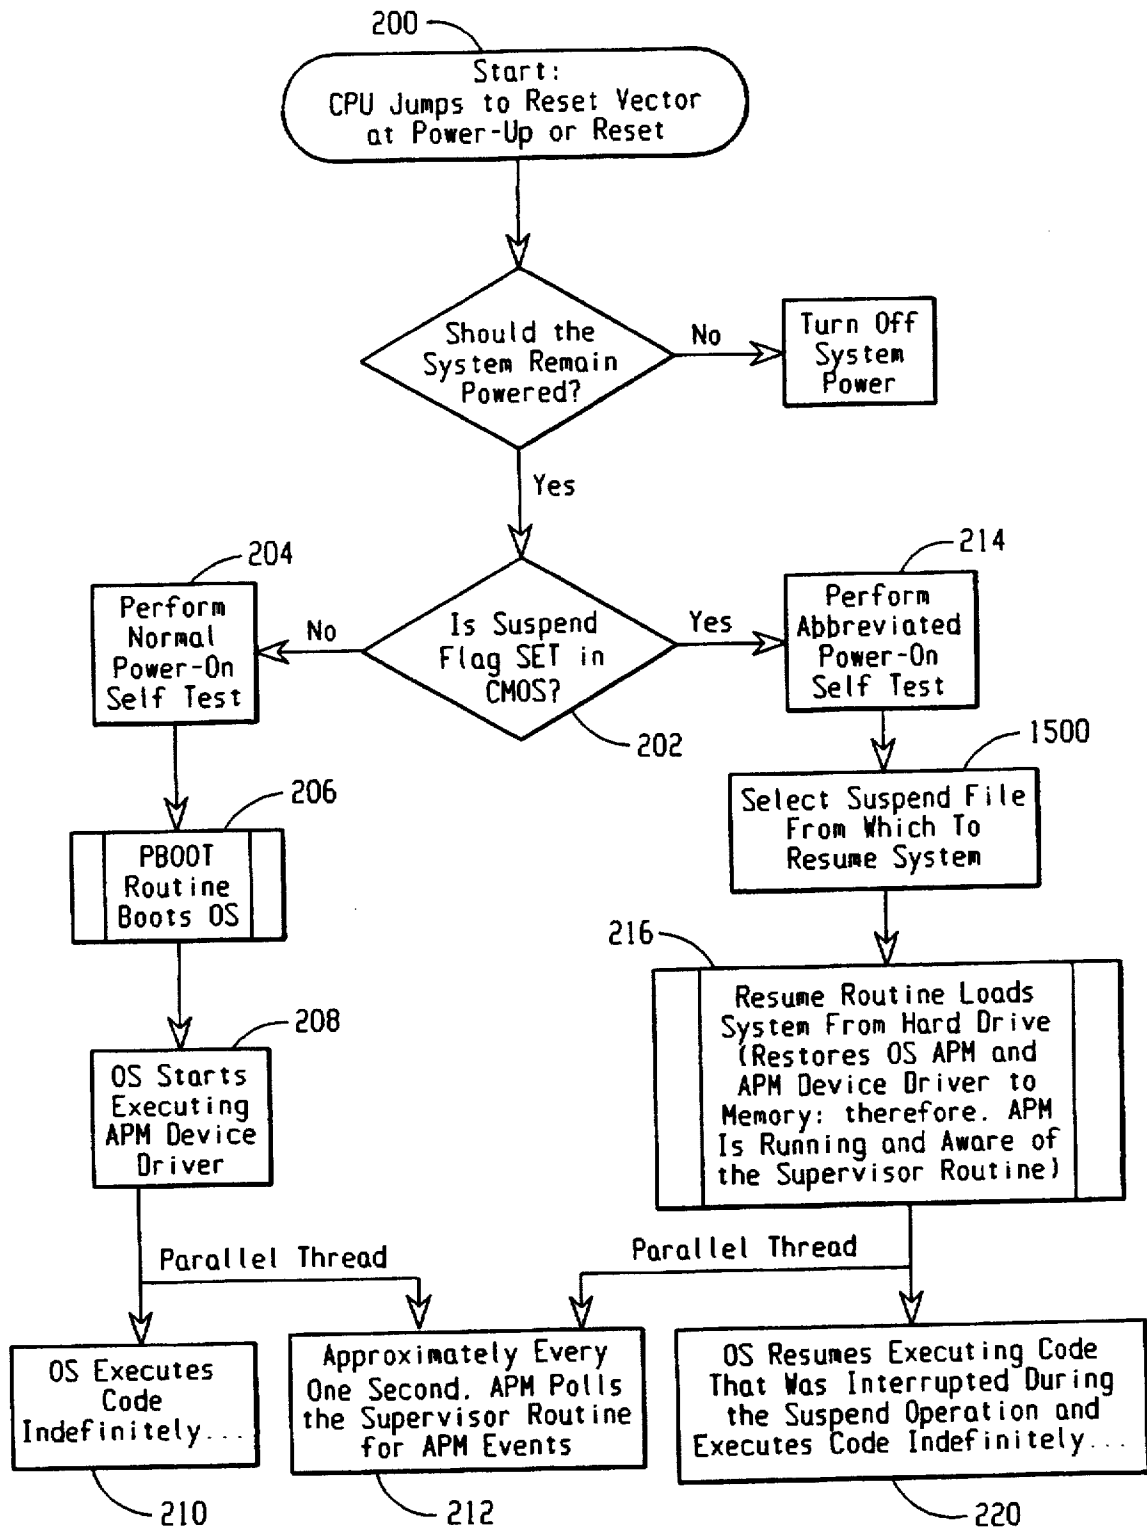 200
Start:
CPU Jumps to Reset Vector
at Power-Up or Reset
Should the
System Remain
Powered?
No
Turn Off
System
Power
Yes
204
Perform
Normal
Power-On
Self Test
No
Is Suspend
Flag SET in
CMOS?
202
Yes
214
Perform
Abbreviated
Power-On
Self Test
206
PBOOT
Routine
Boots OS
1500
Select Suspend File
From Which To
Resume System
208
OS Starts
Executing
APM Device
Driver
216
Resume Routine Loads
System From Hard Drive
(Restores OS APM and
APM Device Driver to
Memory: therefore. APM
Is Running and Aware of
the Supervisor Routine)
Parallel Thread
Parallel Thread
OS Executes
Code
Indefinitely...
210
Approximately Every
One Second. APM Polls
the Supervisor Routine
for APM Events
212
OS Resumes Executing Code
That Was Interrupted During
the Suspend Operation and
Executes Code Indefinitely...
220